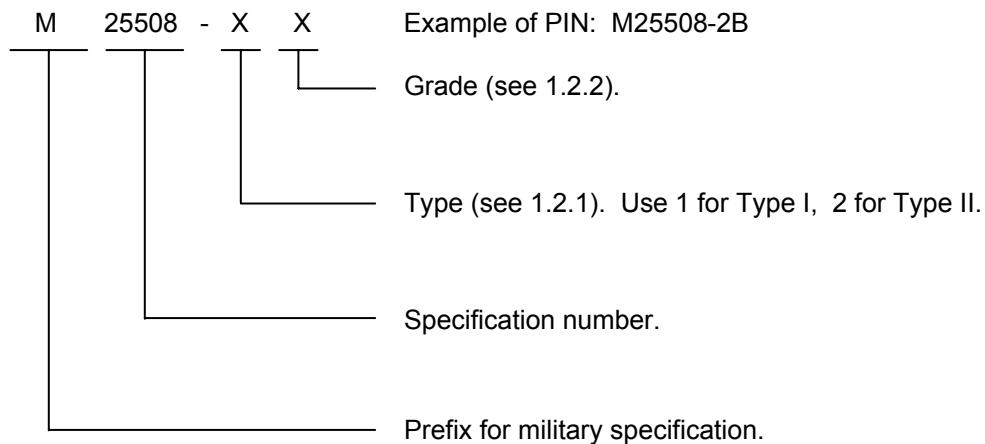 M 25508 - X X Example of PIN: M25508-2B
Grade (see 1.2.2).
Type (see 1.2.1). Use 1 for Type I, 2 for Type II.
Specification number.
Prefix for military specification.